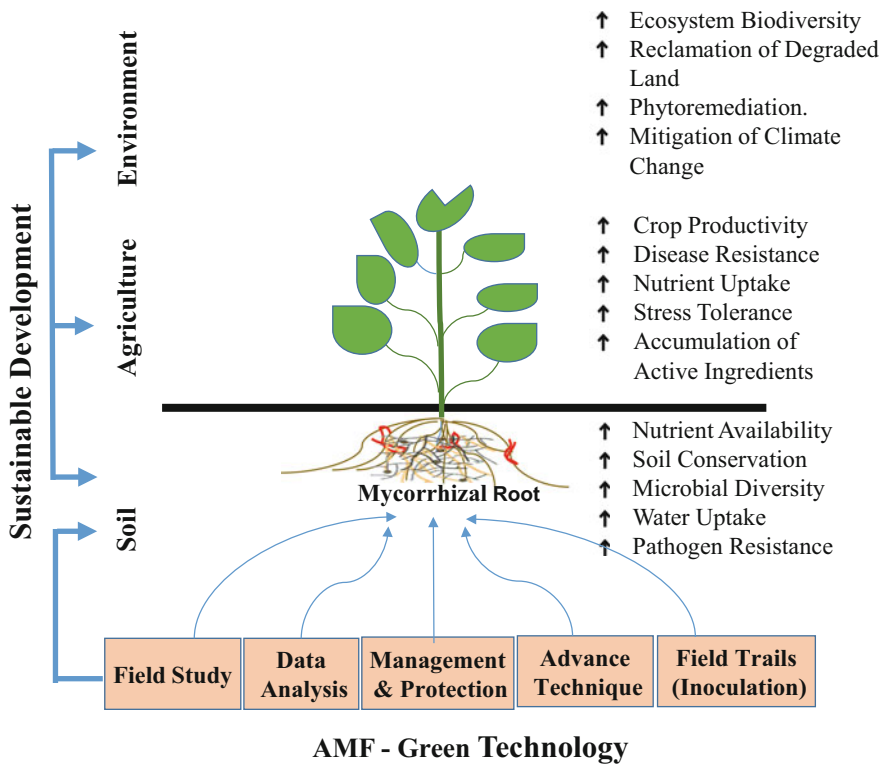 Sustainable Development
Environment
Agriculture
Soil
↑ Ecosystem Biodiversity
↑ Reclamation of Degraded
Land
↑ Phytoremediation.
↑ Mitigation of Climate
Change
↑ Crop Productivity
↑ Disease Resistance
↑ Nutrient Uptake
↑ Stress Tolerance
↑ Accumulation of
Active Ingredients
↑ Nutrient Availability
↑ Soil Conservation
↑ Microbial Diversity
↑ Water Uptake
↑ Pathogen Resistance
Mycorrhizal Root
Field Study
Data
Analysis
Management
& Protection
Advance
Technique
Field Trails
(Inoculation)
AMF - Green Technology